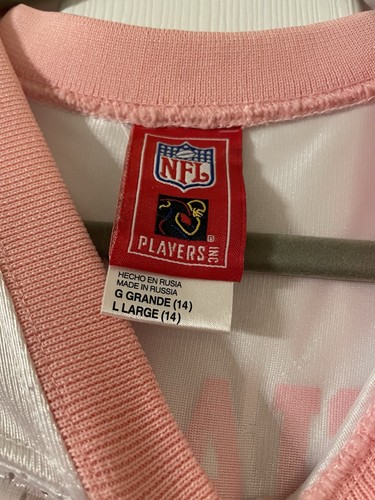 NFL
PLAYERS INC
HECHO EN RUSIA
MADE IN RUSSIA
G GRANDE (14)
L LARGE (14)